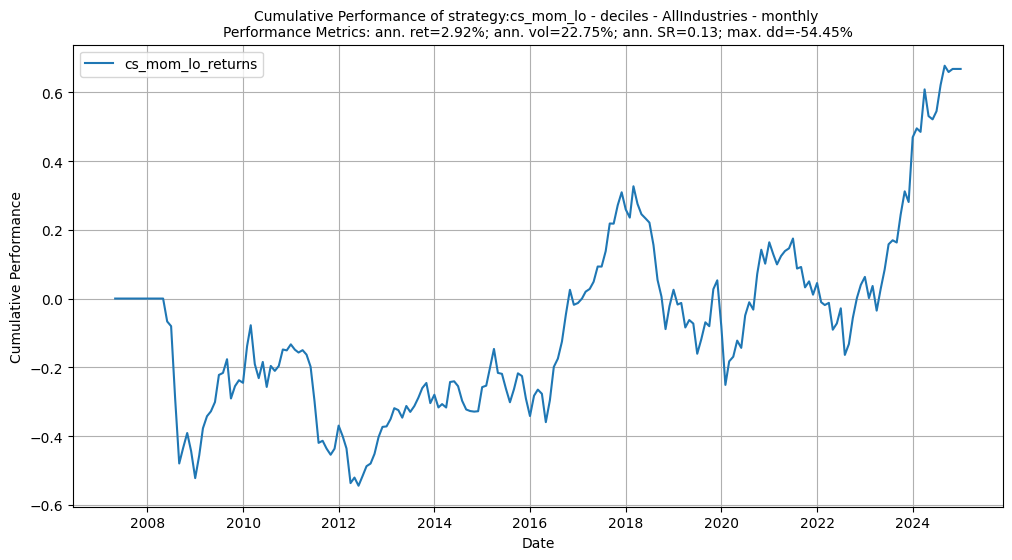 Cumulative Performance of strategy:cs_mom_lo - deciles - AllIndustries - monthly
Performance Metrics: ann. ret=2.92%; ann. vol=22.75%; ann. SR=0.13; max. dd=-54.45%
cs_mom_lo_returns
Cumulative Performance
0.6
0.4
0.2
0.0
−0.2
−0.4
−0.6
2008 2010 2012 2014 2016 2018 2020 2022 2024
Date